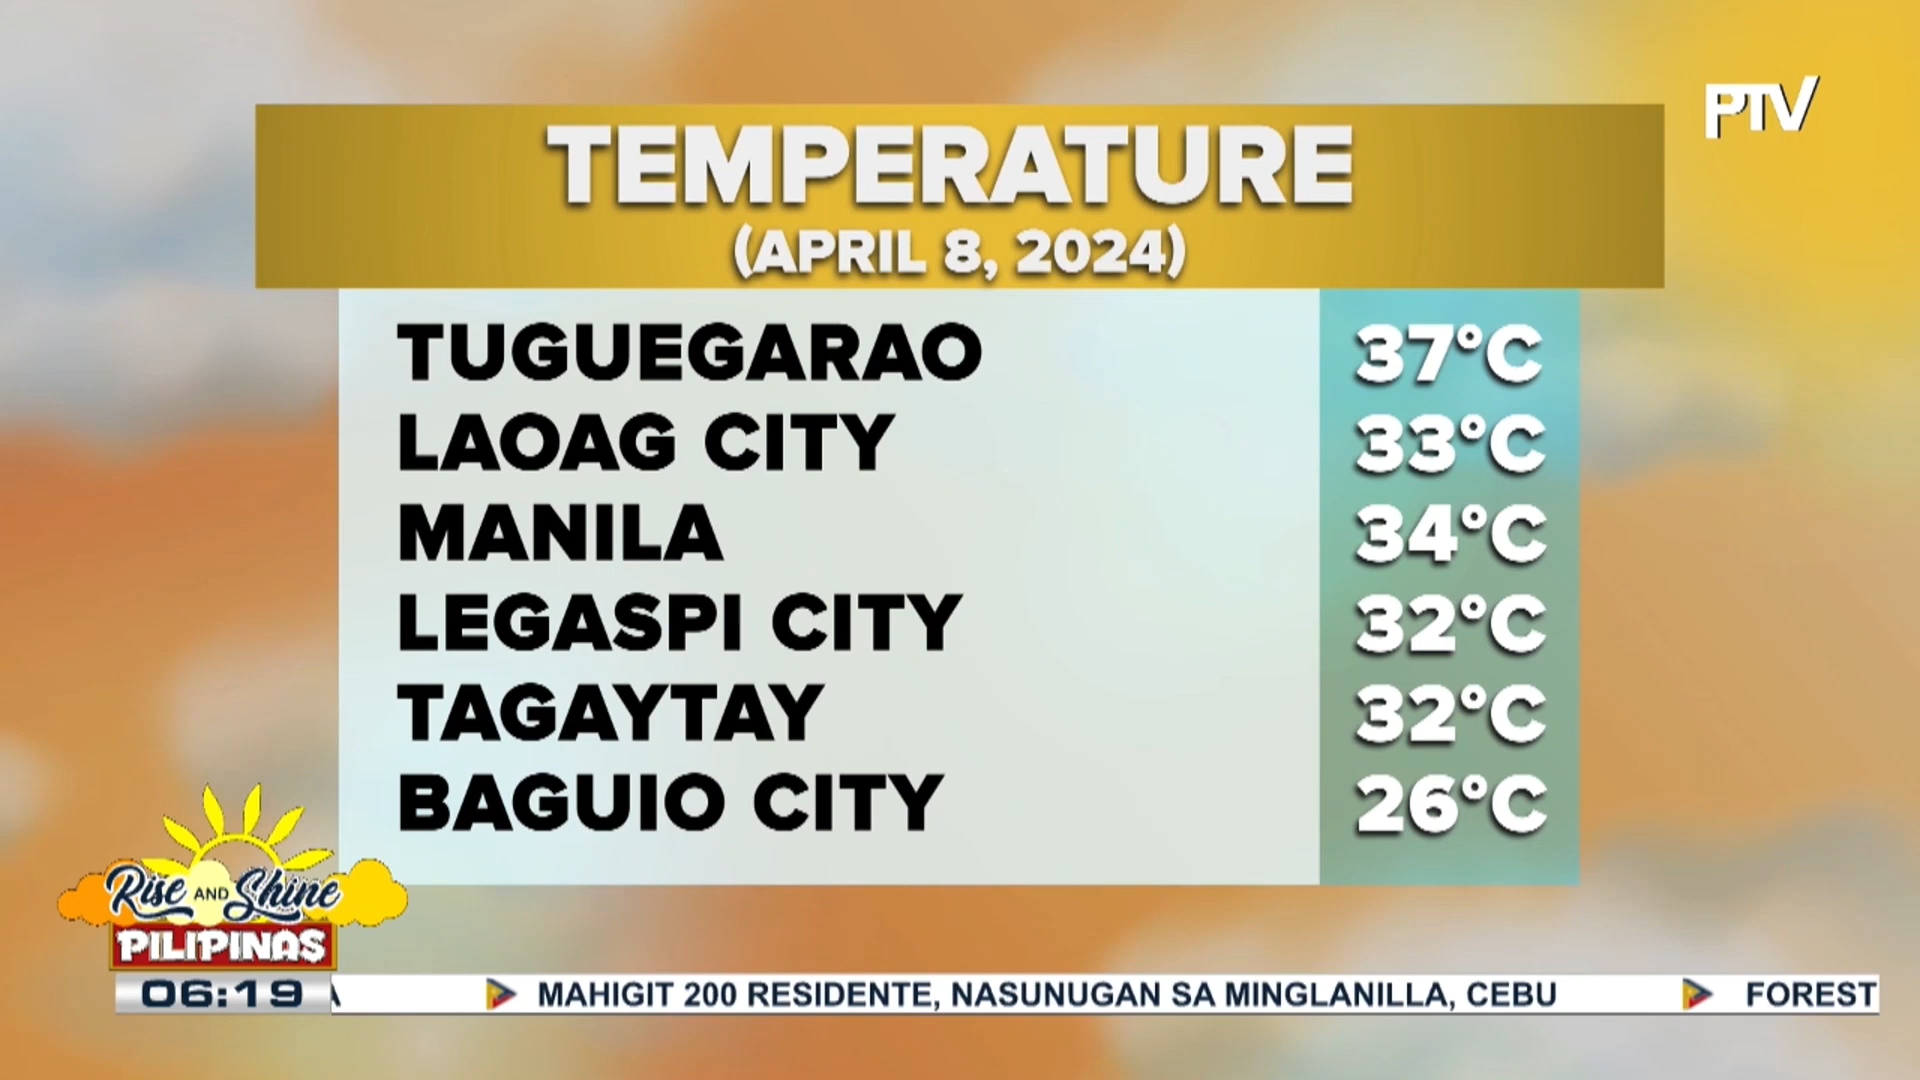 PTV
TEMPERATURE
(APRIL 8, 2024)
TUGUEGARAO 37°C
LAOAG CITY 33°C
MANILA 34°C
LEGASPI CITY 32°C
TAGAYTAY 32°C
BAGUIO CITY 26°C
Rise AND Shine
PILIPINAS
06:19 MAHIGIT 200 RESIDENTE, NASUNUGAN SA MINGLANILLA, CEBU FOREST